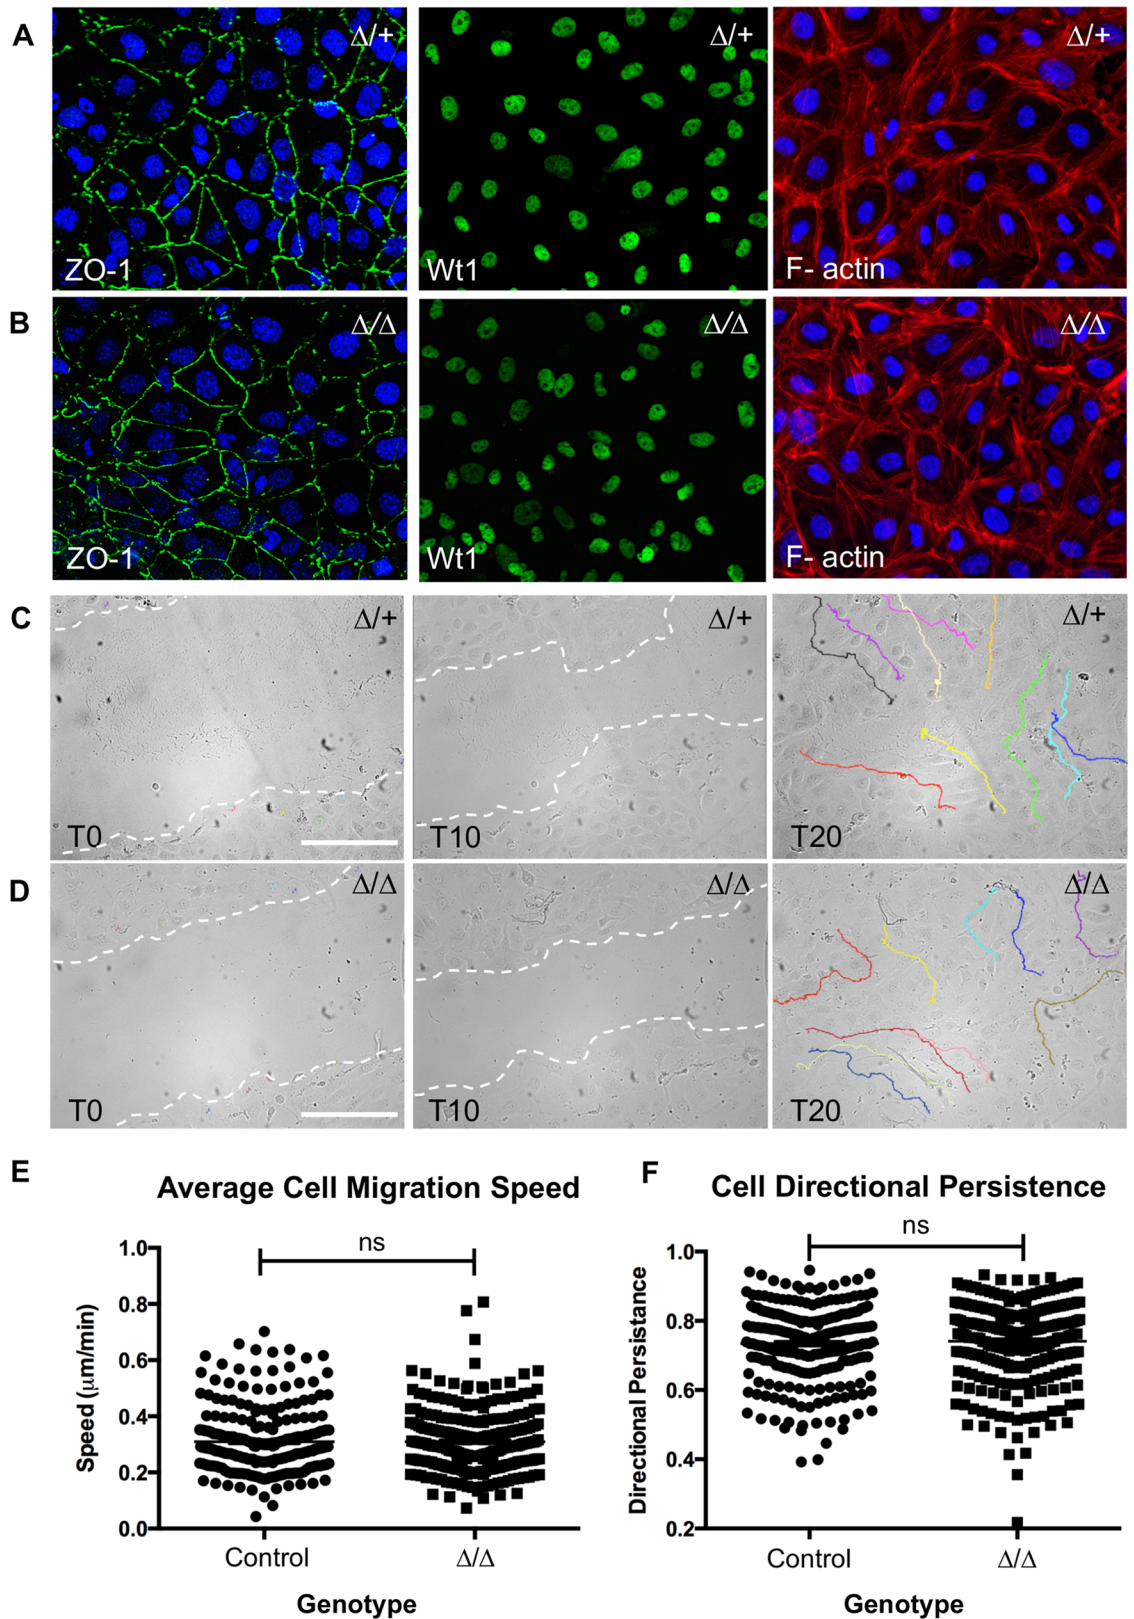 A
Δ/+
Δ/+
Δ/+
ZO-1
Wt1
F- actin
B
Δ/Δ
Δ/Δ
Δ/Δ
ZO-1
Wt1
F- actin
C
Δ/+
Δ/+
Δ/+
T0
T10
T20
D
Δ/Δ
Δ/Δ
Δ/Δ
T0
T10
T20
E
Average Cell Migration Speed
ns
Speed (μm/min)
1.0
0.8
0.6
0.4
0.2
0.0
Control
Δ/Δ
Genotype
F
Cell Directional Persistence
ns
Directional Persistance
1.0
0.8
0.6
0.4
0.2
Control
Δ/Δ
Genotype